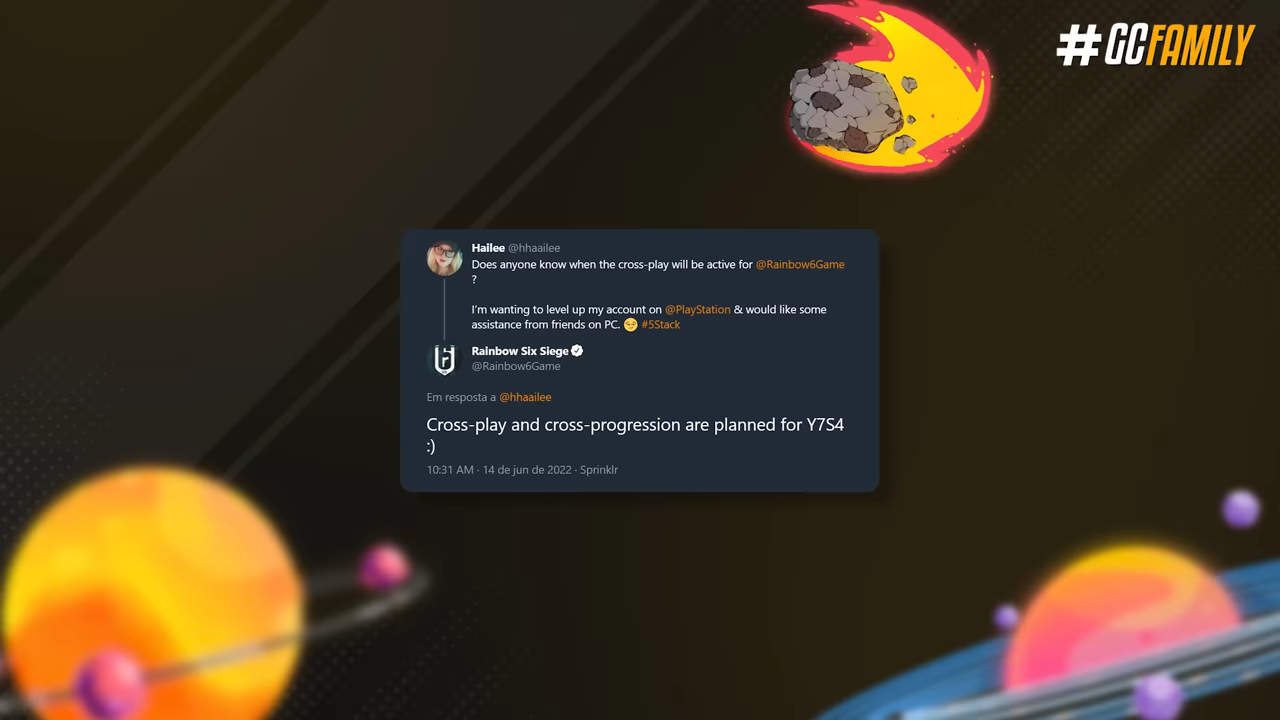 #GCFAMILY
Hailee @hhaailee
Does anyone know when the cross-play will be active for @Rainbow6Game
?
I'm wanting to level up my account on @PlayStation & would like some
assistance from friends on PC. 😔 #5Stack
Rainbow Six Siege
@Rainbow6Game
Em resposta a @hhaailee
Cross-play and cross-progression are planned for Y7S4
:)
10:31 AM · 14 de jun de 2022 · Sprinklr